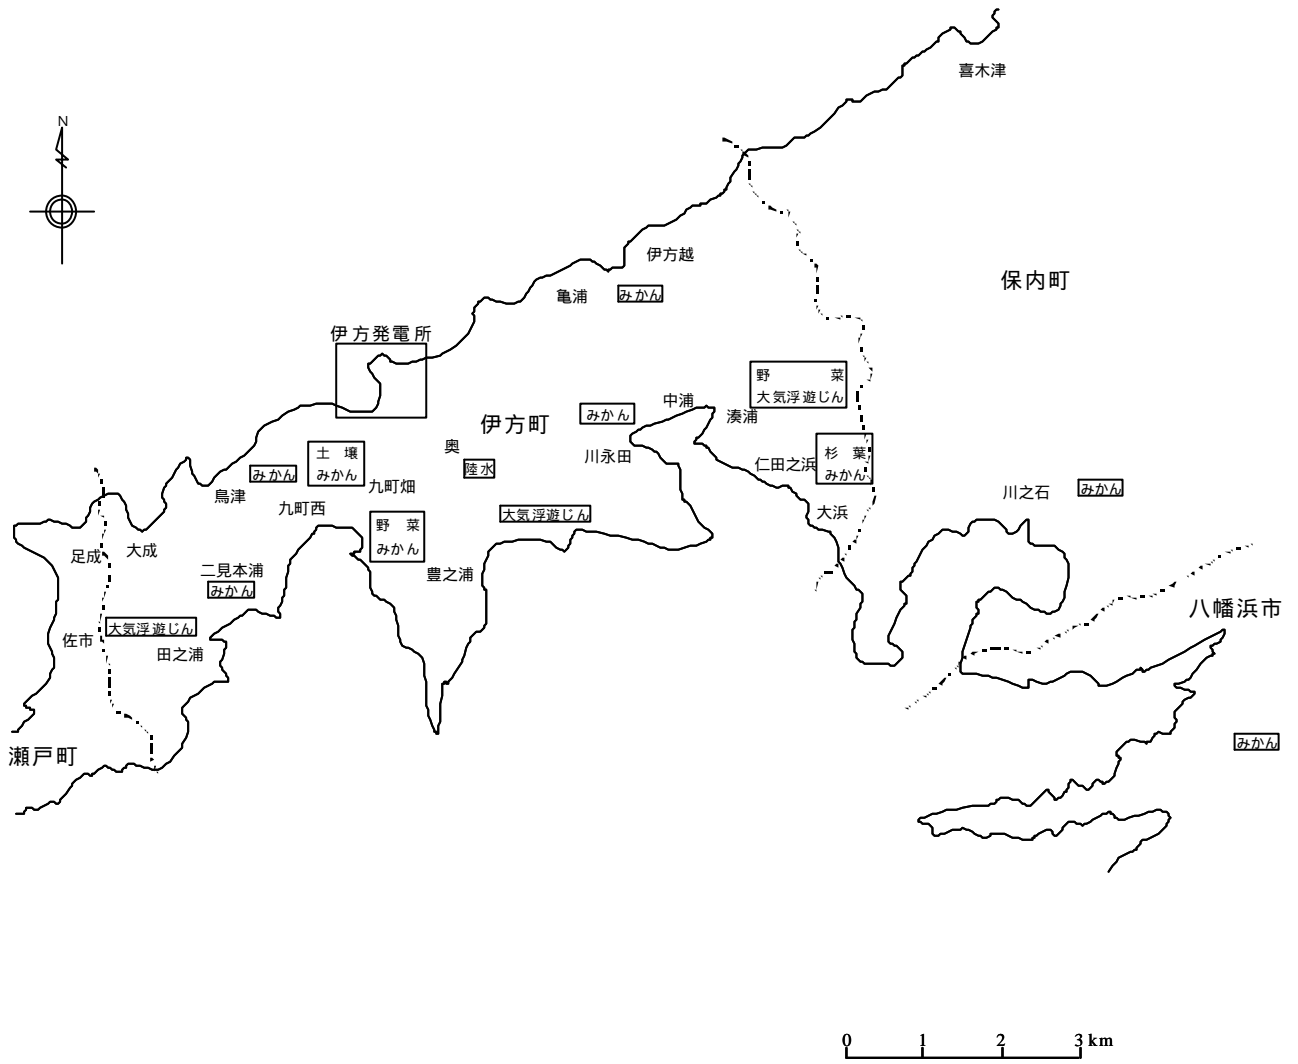 喜木津
N
伊方越
保内町
亀浦
みかん
伊方発電所
野 菜
大気浮遊じん
中浦
みかん
湊浦
伊方町
奥
杉 葉
みかん
土 壌
みかん
川永田
仁田之浜
陸水
みかん
九町畑
川之石
みかん
鳥津
九町西
大気浮遊じん
大浜
野 菜
みかん
足成
大成
二見本浦
みかん
豊之浦
八幡浜市
大気浮遊じん
佐市
田之浦
瀬戸町
みかん
0 1 2 3 km